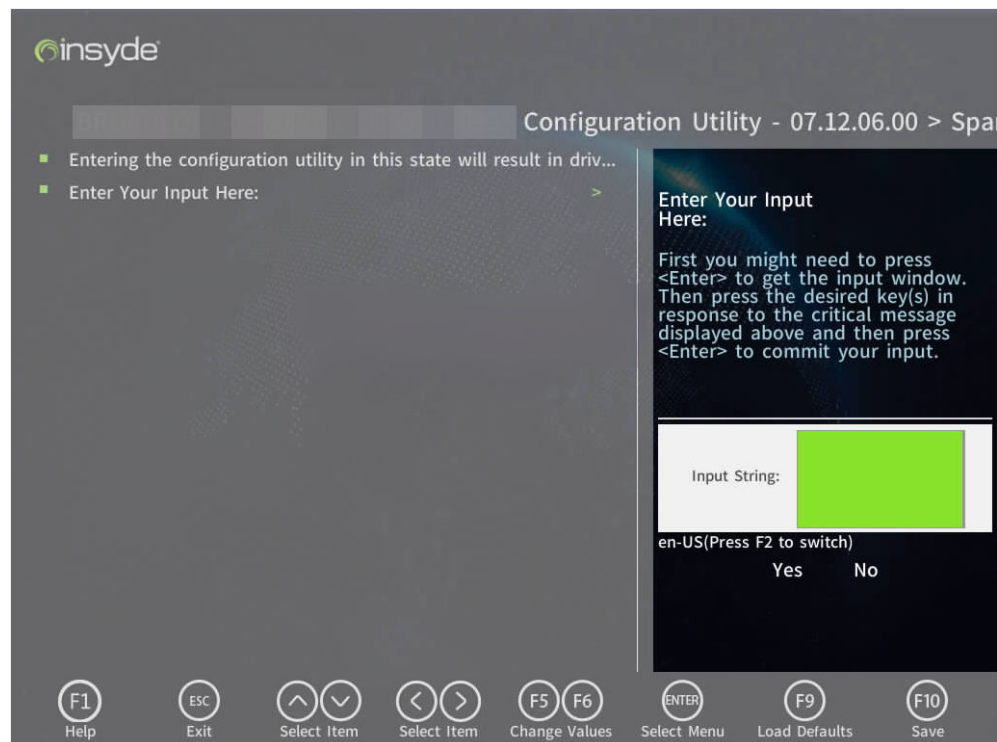 insyde
Configuration Utility - 07.12.06.00 > Spar
Entering the configuration utility in this state will result in driv...
Enter Your Input Here: >
Enter Your Input
Here:
First you might need to press
<Enter> to get the input window.
Then press the desired key(s) in
response to the critical message
displayed above and then press
<Enter> to commit your input.
Input String:
en-US(Press F2 to switch)
Yes No
F1 ESC F5 F6 ENTER F9 F10
Help Exit Select Item Select Item Change Values Select Menu Load Defaults Save